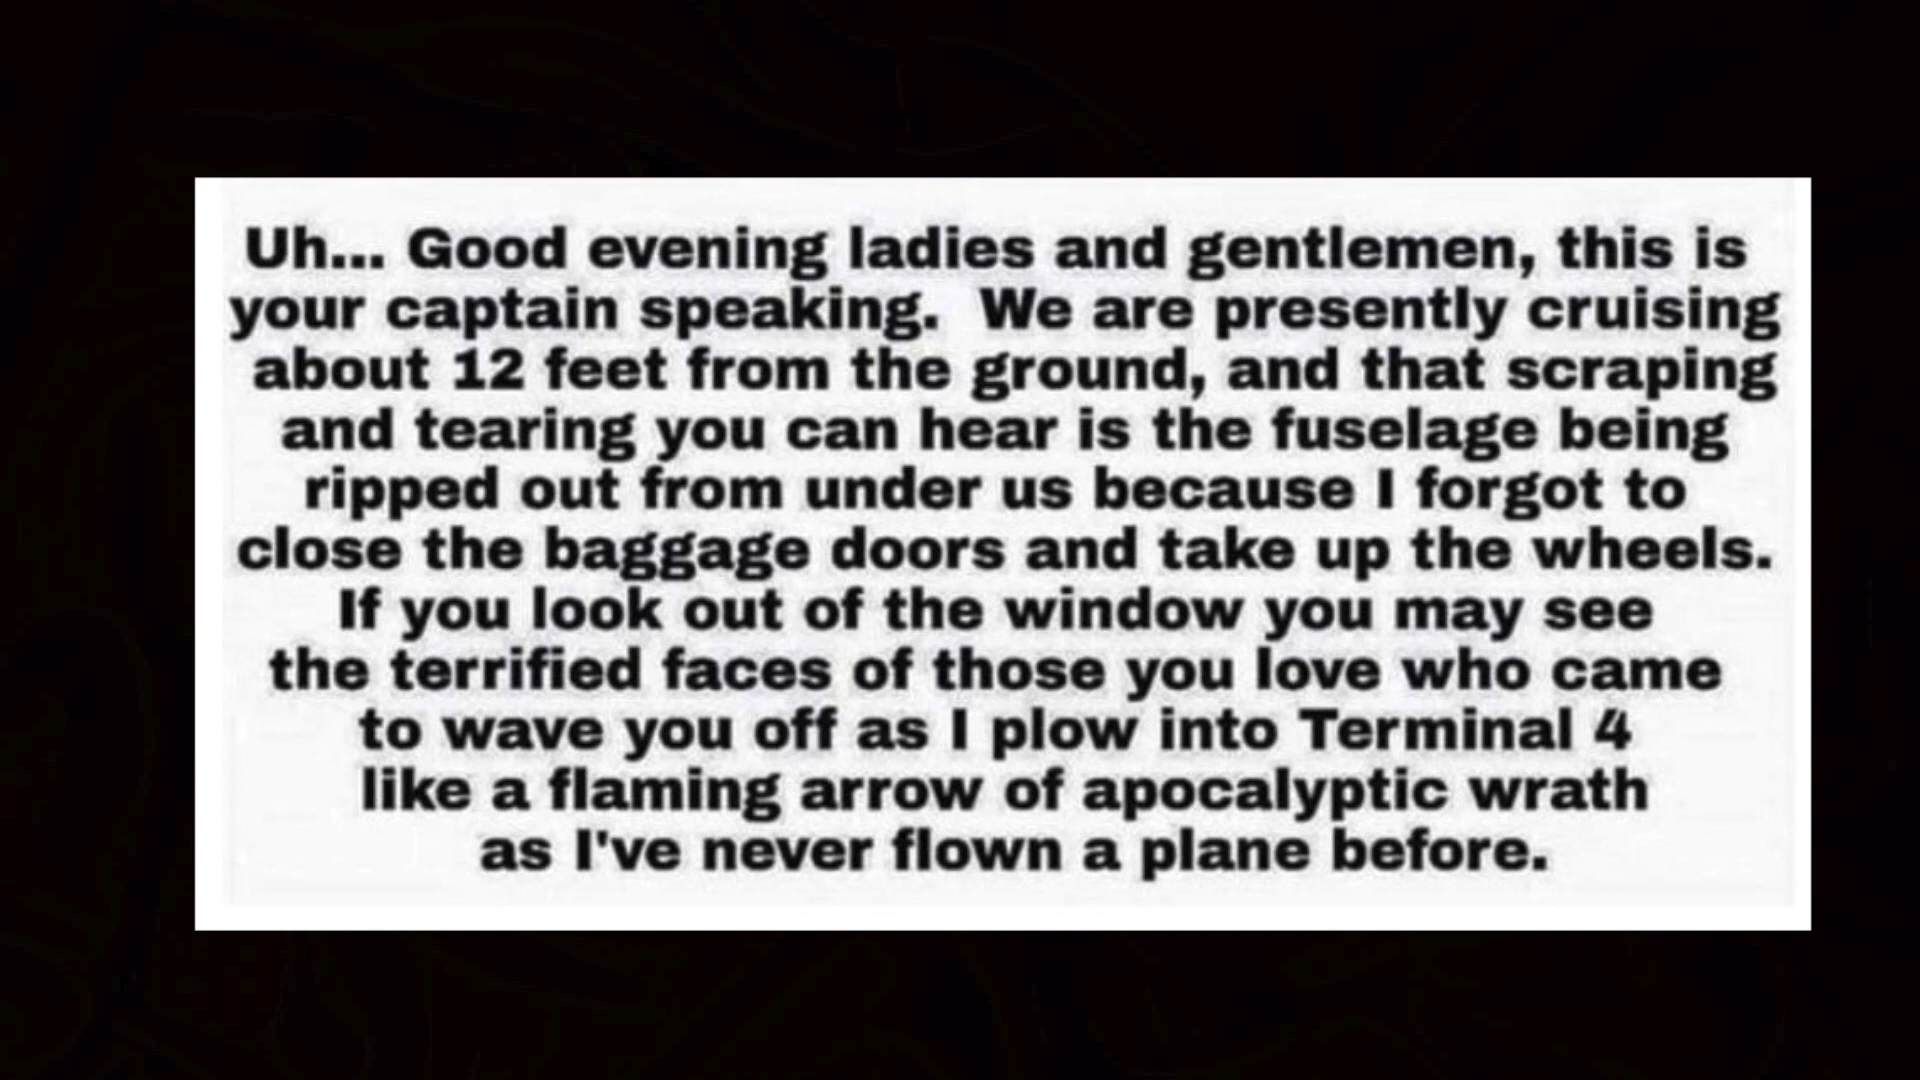 Uh... Good evening ladies and gentlemen, this is
your captain speaking.  We are presently cruising
about 12 feet from the ground, and that scraping
and tearing you can hear is the fuselage being
ripped out from under us because I forgot to
close the baggage doors and take up the wheels.
If you look out of the window you may see
the terrified faces of those you love who came
to wave you off as I plow into Terminal 4
like a flaming arrow of apocalyptic wrath
as I've never flown a plane before.